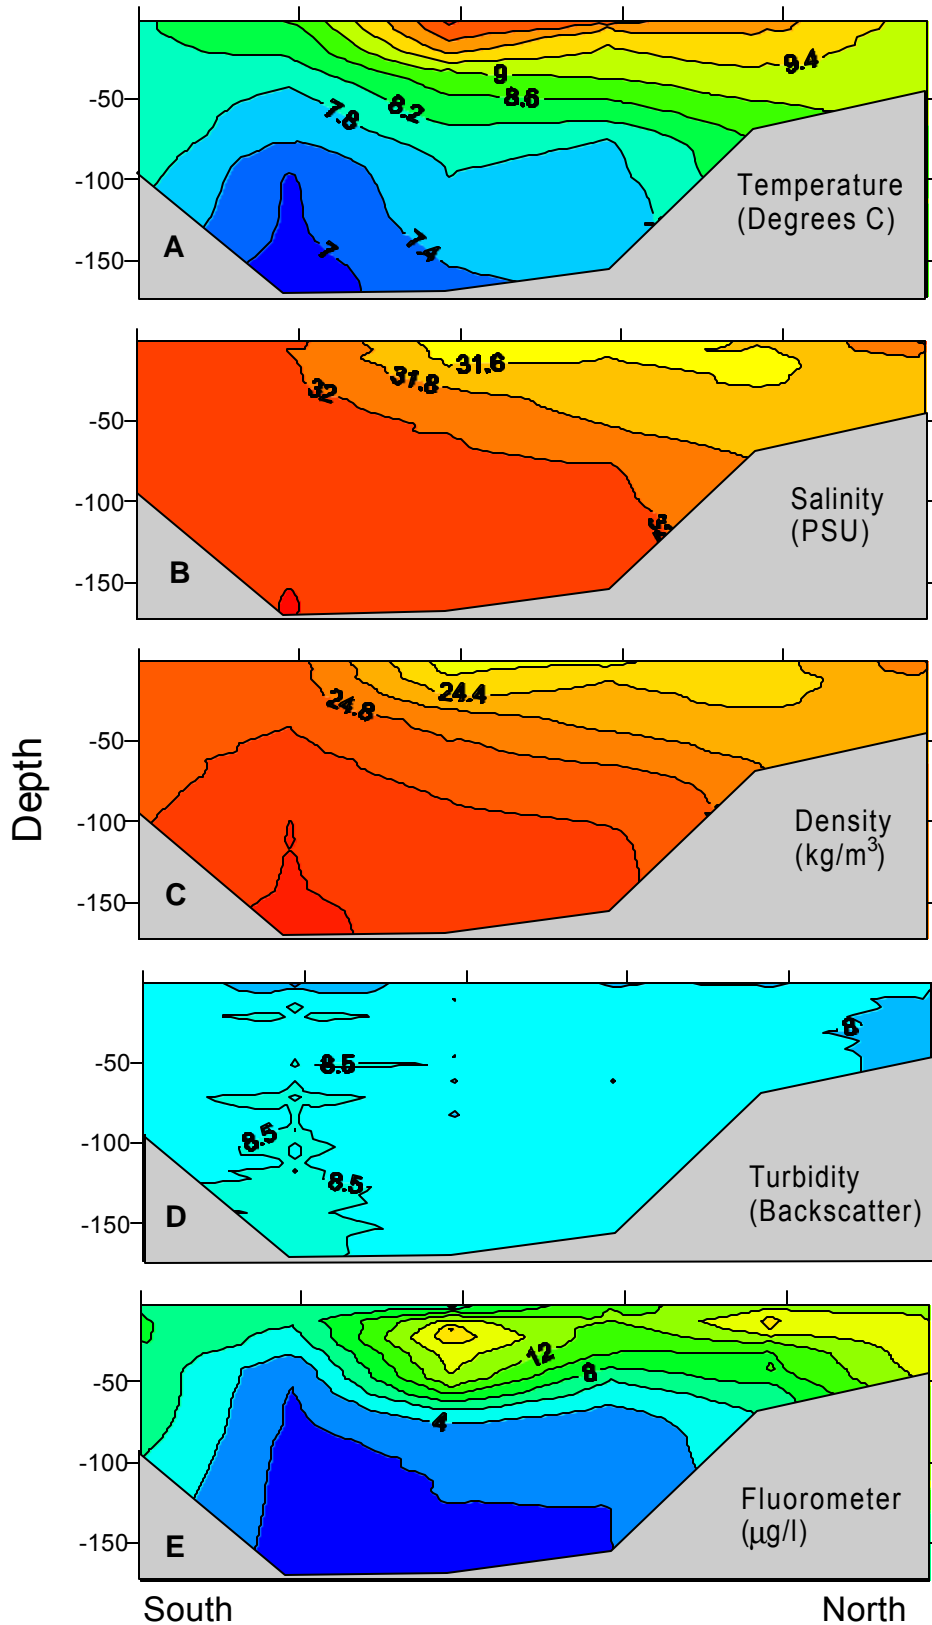 9
9.4
8.6
8.2
7.8
-50
-100
-150
7.4
7
Temperature
(Degrees C)
A
31.6
31.8
32
-50
-100
-150
Salinity
(PSU)
B
24.4
24.8
-50
-100
-150
Density
(kg/m³)
C
Depth
8
8.5
-50
8.5
-100
8.5
-150
Turbidity
(Backscatter)
D
12
8
-50
4
-100
-150
Fluorometer
(μg/l)
E
South
North